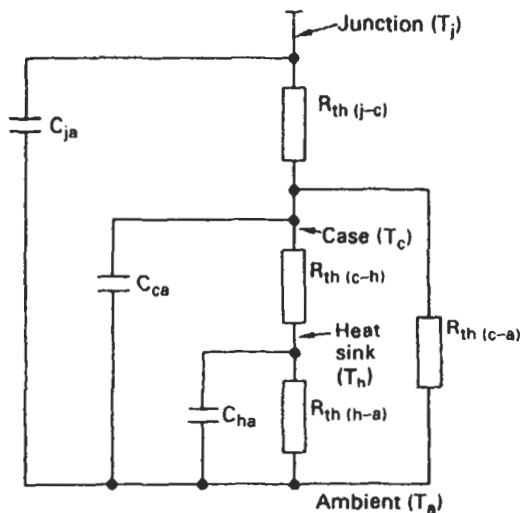 Junction (Tj)
Rth (j–c)
Cja
Case (Tc)
Cca
Rth (c–h)
Rth (c–a)
Heat
sink
(Th)
Cha
Rth (h–a)
Ambient (Ta)